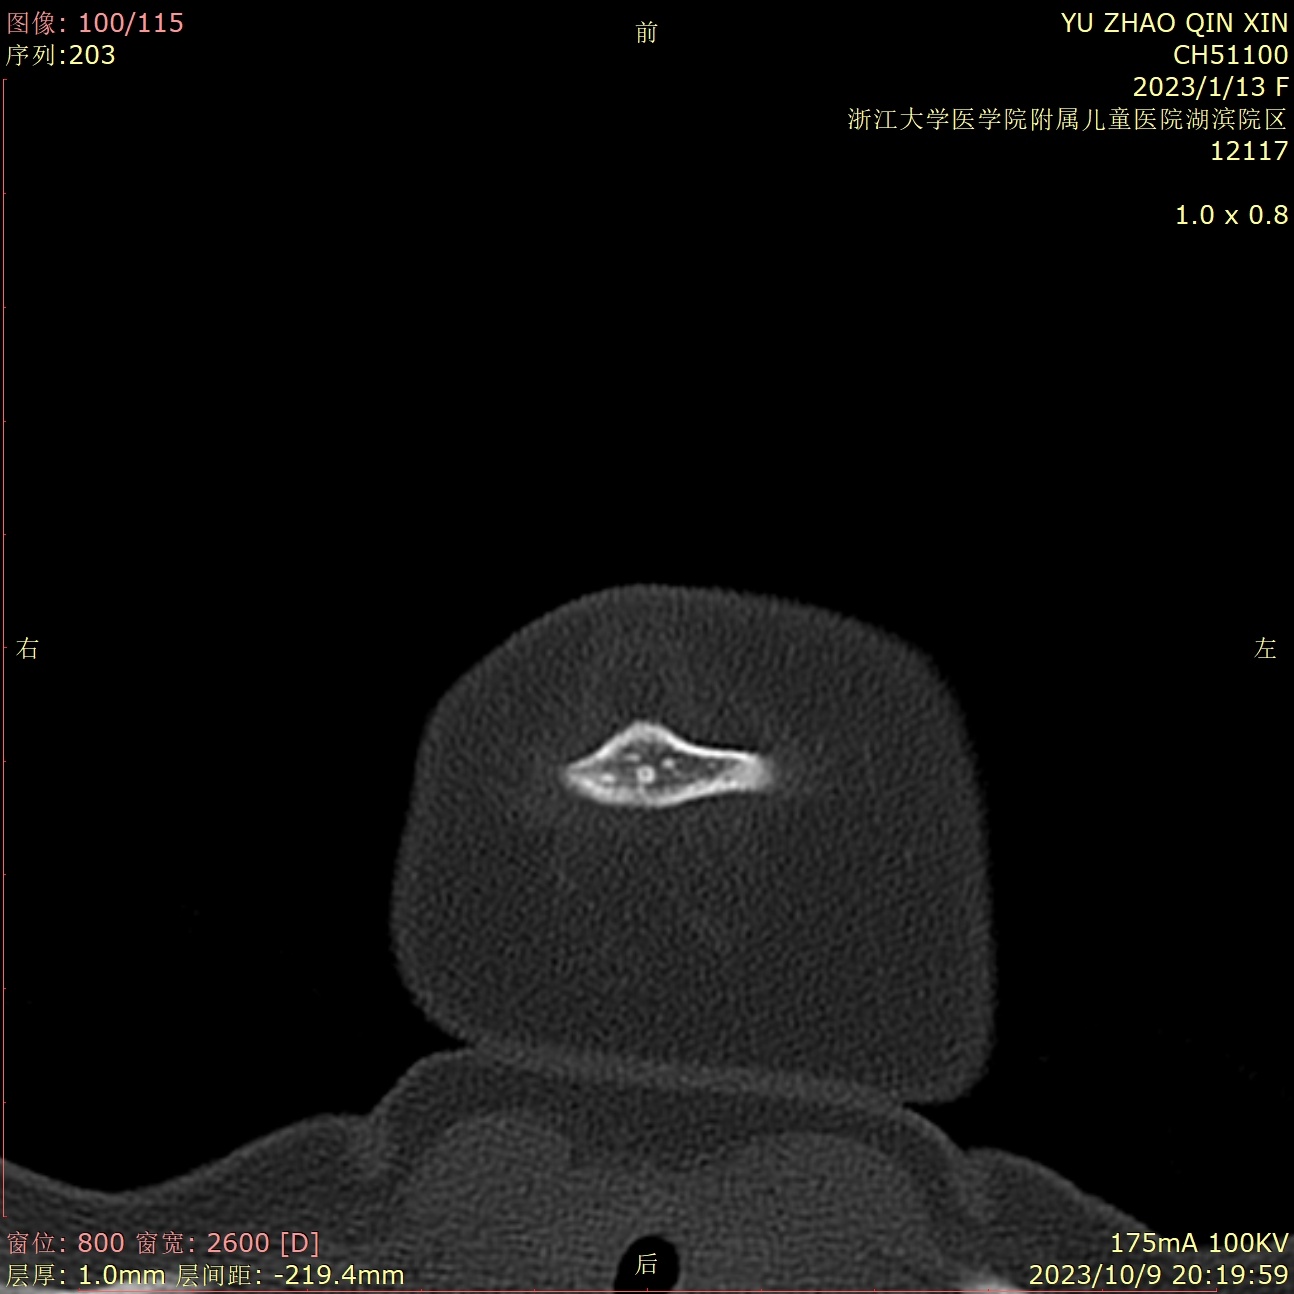 图像: 100/115
序列:203
前
YU ZHAO QIN XIN
CH51100
2023/1/13 F
浙江大学医学院附属儿童医院湖滨院区
12117
1.0 x 0.8
右
左
窗位: 800 窗宽: 2600 [D]
层厚: 1.0mm 层间距: -219.4mm
后
175mA 100KV
2023/10/9 20:19:59